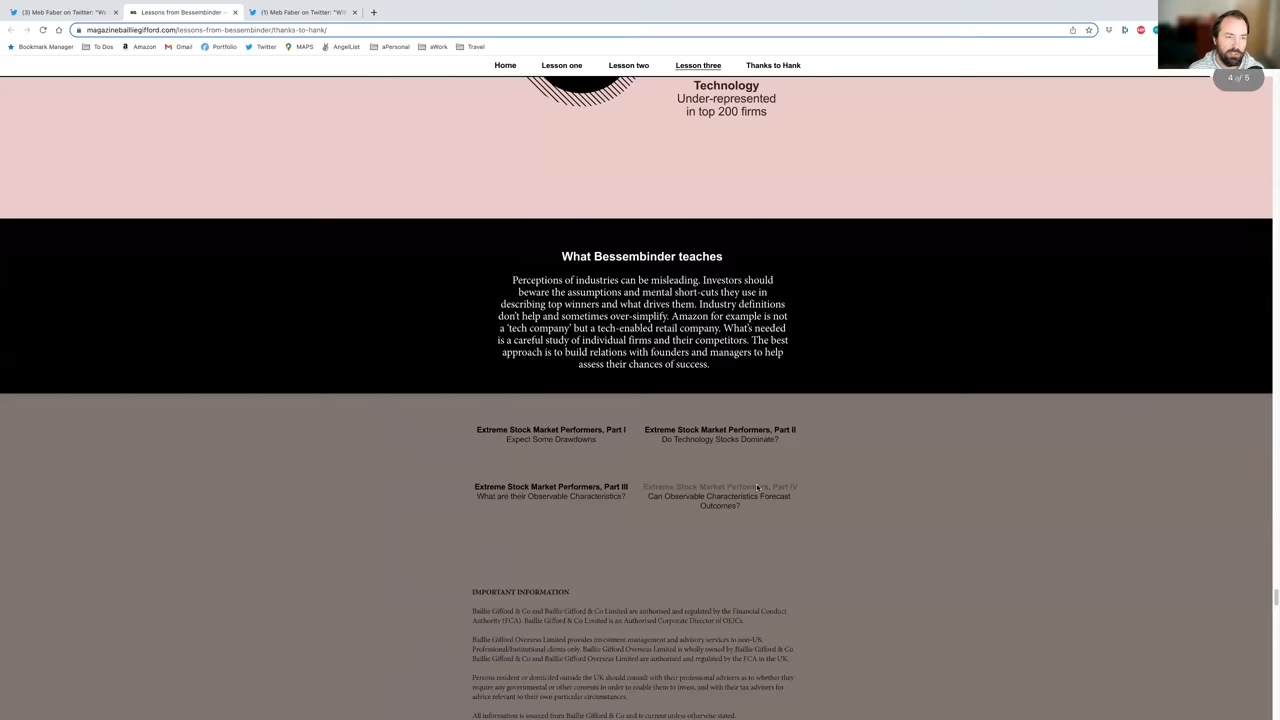 (3) Meb Faber on Twitter: "We
Lessons from Bessembinder –
(1) Meb Faber on Twitter: "Wil
magazinebailliegifford.com/lessons-from-bessembinder/thanks-to-hank/
Bookmark Manager To Dos Amazon Gmail Portfolio Twitter MAPS AngelList aPersonal aWork Travel
Home Lesson one Lesson two Lesson three Thanks to Hank
4 of 5
Technology
Under-represented
in top 200 firms
What Bessembinder teaches
Perceptions of industries can be misleading. Investors should
beware the assumptions and mental short-cuts they use in
describing top winners and what drives them. Industry definitions
don't help and sometimes over-simplify. Amazon for example is not
a 'tech company' but a tech-enabled retail company. What's needed
is a careful study of individual firms and their competitors. The best
approach is to build relations with founders and managers to help
assess their chances of success.
Extreme Stock Market Performers, Part I
Expect Some Drawdowns
Extreme Stock Market Performers, Part II
Do Technology Stocks Dominate?
Extreme Stock Market Performers, Part III
What are their Observable Characteristics?
Extreme Stock Market Performers, Part IV
Can Observable Characteristics Forecast
Outcomes?
IMPORTANT INFORMATION
Baillie Gifford & Co and Baillie Gifford & Co Limited are authorised and regulated by the Financial Conduct
Authority (FCA). Baillie Gifford & Co Limited is an Authorised Corporate Director of OEICs.
Baillie Gifford Overseas Limited provides investment management and advisory services to non-UK
Professional/Institutional clients only. Baillie Gifford Overseas Limited is wholly owned by Baillie Gifford & Co.
Baillie Gifford & Co and Baillie Gifford Overseas Limited are authorised and regulated by the FCA in the UK.
Persons resident or domiciled outside the UK should consult with their professional advisers as to whether they
require any governmental or other consents in order to enable them to invest, and with their tax advisers for
advice relevant to their own particular circumstances.
All information is sourced from Baillie Gifford & Co and is current unless otherwise stated.